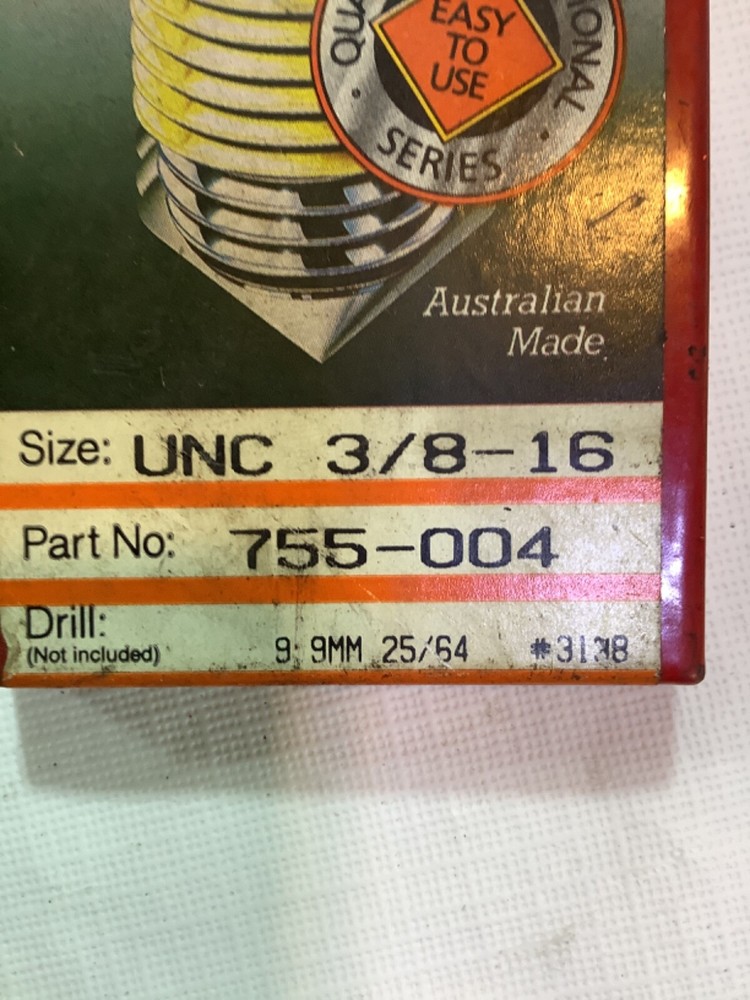 EASY
TO
USE
SERIES
Australian
Made
Size: UNC 3/8-16
Part No: 755-004
Drill:
(Not included) 9.9MM 25/64 #3138